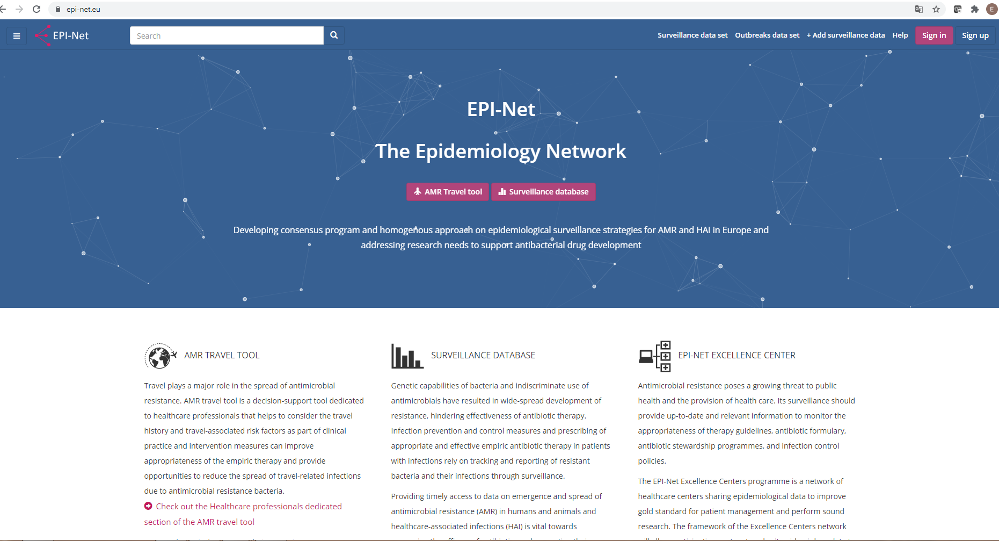 epi-net.eu
E
EPI-Net
Search
Surveillance data set
Outbreaks data set
+ Add surveillance data
Help
Sign in
Sign up
EPI-Net
The Epidemiology Network
AMR Travel tool
Surveillance database
Developing consensus program and homogenous approach on epidemiological surveillance strategies for AMR and HAI in Europe and
addressing research needs to support antibacterial drug development
AMR TRAVEL TOOL
Travel plays a major role in the spread of antimicrobial
resistance. AMR travel tool is a decision-support tool dedicated
to healthcare professionals that helps to consider the travel
history and travel-associated risk factors as part of clinical
practice and intervention measures can improve
appropriateness of the empiric therapy and provide
opportunities to reduce the spread of travel-related infections
due to antimicrobial resistance bacteria.
Check out the Healthcare professionals dedicated
section of the AMR travel tool
SURVEILLANCE DATABASE
Genetic capabilities of bacteria and indiscriminate use of
antimicrobials have resulted in wide-spread development of
resistance, hindering effectiveness of antibiotic therapy.
Infection prevention and control measures and prescribing of
appropriate and effective empiric antibiotic therapy in patients
with infections rely on tracking and reporting of resistant
bacteria and their infections through surveillance.
Providing timely access to data on emergence and spread of
antimicrobial resistance (AMR) in humans and animals and
healthcare-associated infections (HAI) is vital towards
EPI-NET EXCELLENCE CENTER
Antimicrobial resistance poses a growing threat to public
health and the provision of health care. Its surveillance should
provide up-to-date and relevant information to monitor the
appropriateness of therapy guidelines, antibiotic formulary,
antibiotic stewardship programmes, and infection control
policies.
The EPI-Net Excellence Centers programme is a network of
healthcare centers sharing epidemiological data to improve
gold standard for patient management and perform sound
research. The framework of the Excellence Centers network